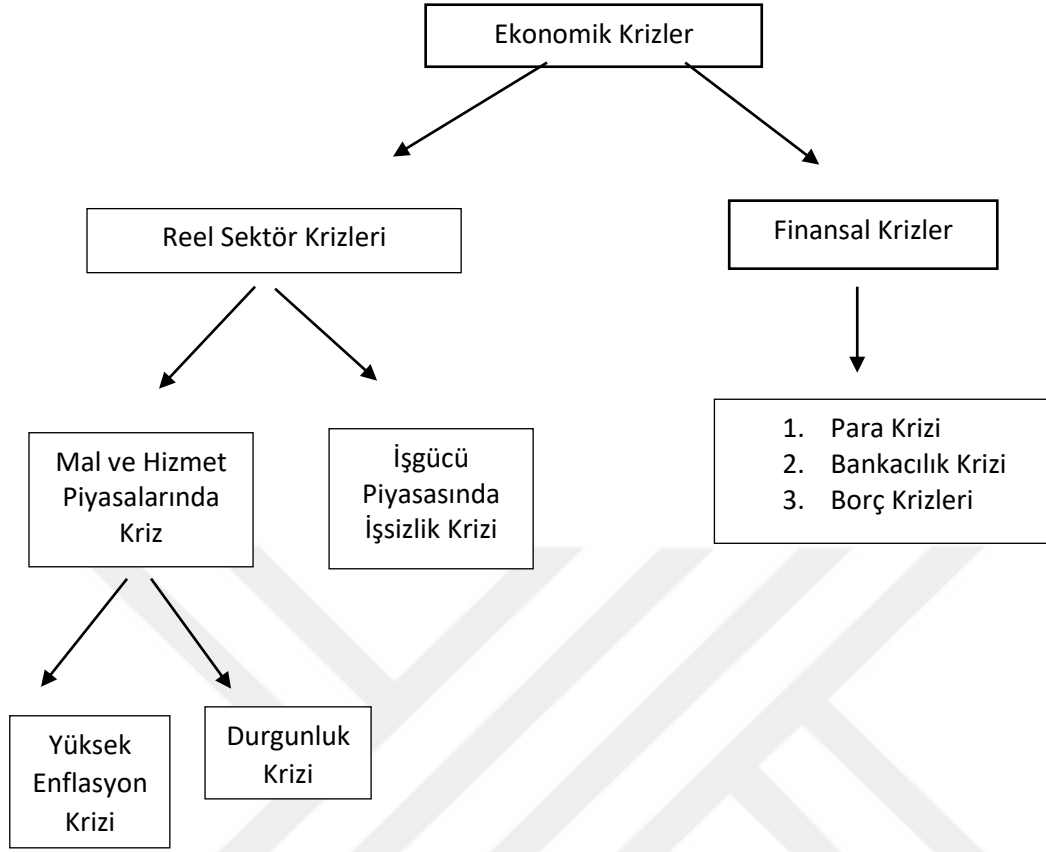 Ekonomik Krizler
Reel Sektör Krizleri
Finansal Krizler
Mal ve Hizmet
Piyasalarında
Kriz
İşgücü
Piyasasında
İşsizlik Krizi
1. Para Krizi
2. Bankacılık Krizi
3. Borç Krizleri
Yüksek
Enflasyon
Krizi
Durgunluk
Krizi